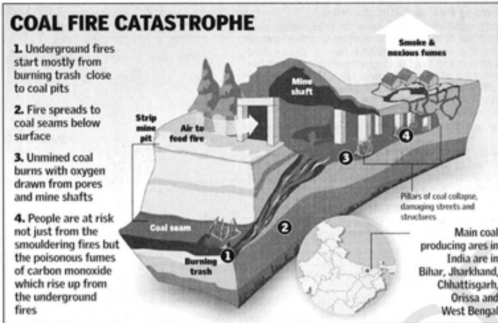 COAL FIRE CATASTROPHE
1. Underground fires
start mostly from
burning trash close
to coal pits
2. Fire spreads to
coal seams below
surface
3. Unmined coal
burns with oxygen
drawn from pores
and mine shafts
4. People are at risk
not just from the
smouldering fires but
the poisonous fumes
of carbon monoxide
which rise up from
the underground
fires
Smoke &
noxious fumes
Mine
shaft
Strip
mine
pit
Air to
feed fire
4
3
Pillars of coal collapse,
damaging streets and
structures
Coal seam
2
1
Burning
trash
Main coal
producing ares in
India are in
Bihar, Jharkhand,
Chhattisgarh,
Orissa and
West Bengal